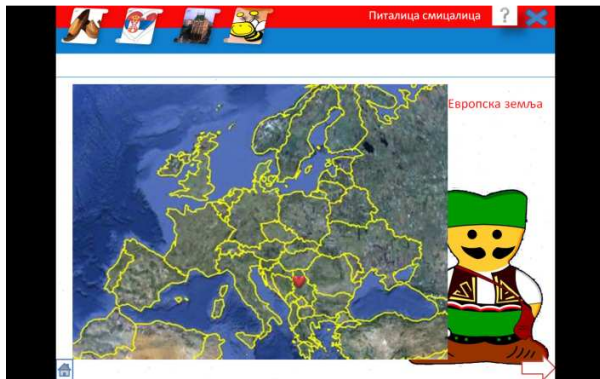 Питалица смицалица
?
Европска земља